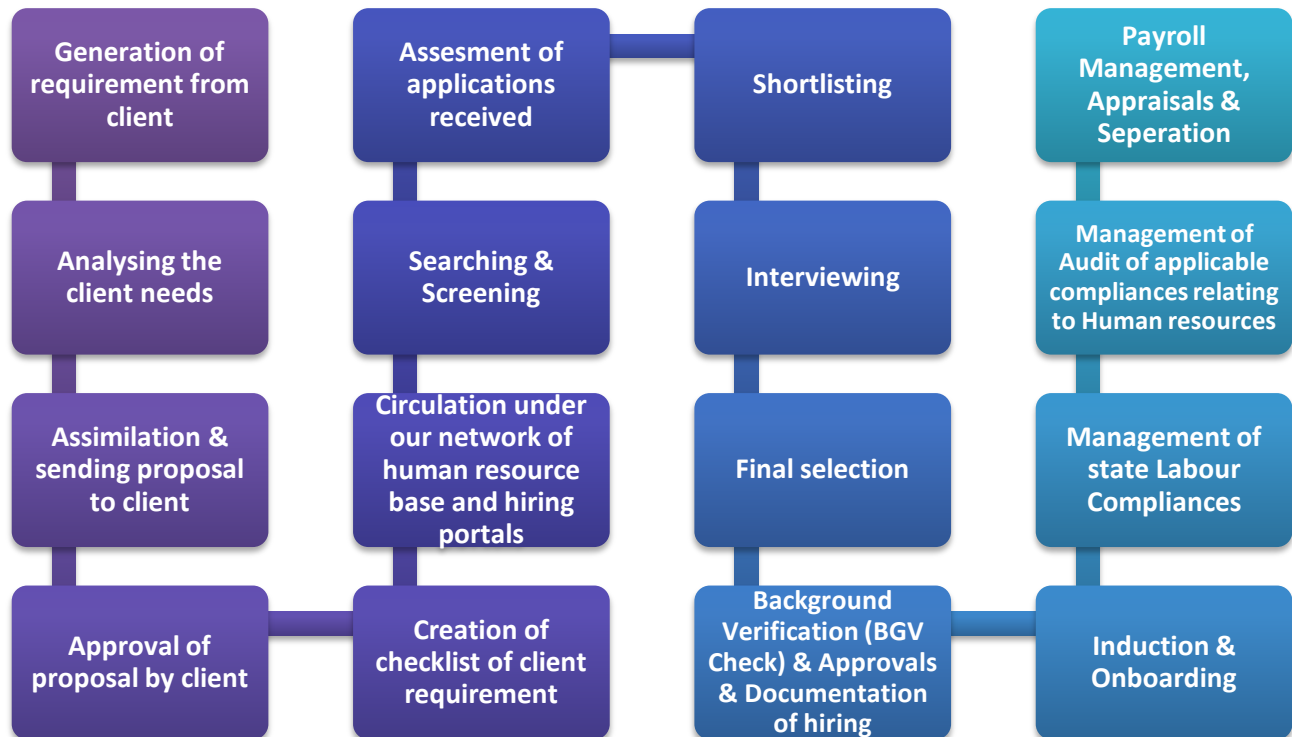 Generation of
requirement from
client
Analysing the
client needs
Assimilation &
sending proposal
to client
Approval of
proposal by client
Creation of
checklist of client
requirement
Circulation under
our network of
human resource
base and hiring
portals
Searching &
Screening
Assesment of
applications
received
Shortlisting
Interviewing
Final selection
Background
Verification (BGV
Check) & Approvals
& Documentation
of hiring
Induction &
Onboarding
Management of
state Labour
Compliances
Management of
Audit of applicable
compliances relating
to Human resources
Payroll
Management,
Appraisals &
Seperation